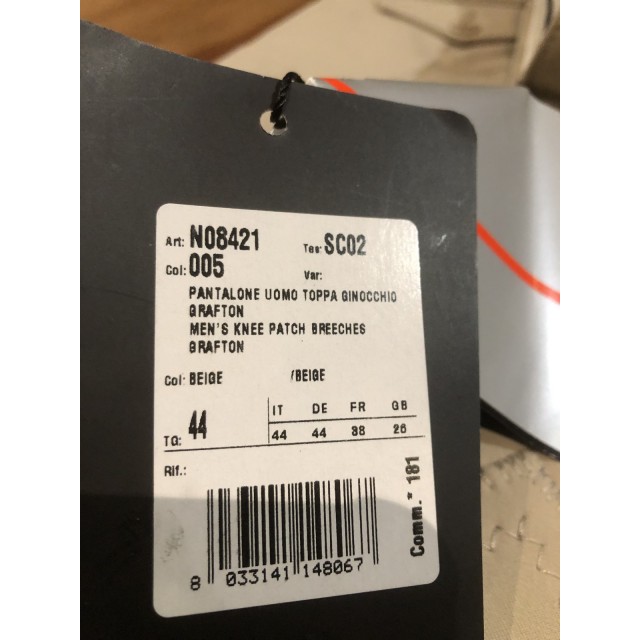 Art: N08421 Tes: SC02
Col: 005 Var:
PANTALONE UOMO TOPPA GINOCCHIO
GRAFTON
MEN'S KNEE PATCH BREECHES
GRAFTON
Col: BEIGE /BEIGE
IT DE FR GB
TG: 44 44 44 38 26
Rif.:
Comm.* 181
8 033141 148067